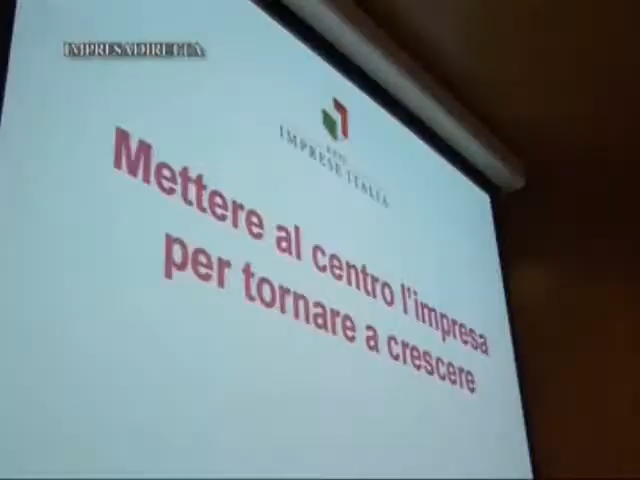 IMPRESADIRETTA
IMPRESE ITALIA
Mettere al centro l'impresa
per tornare a crescere